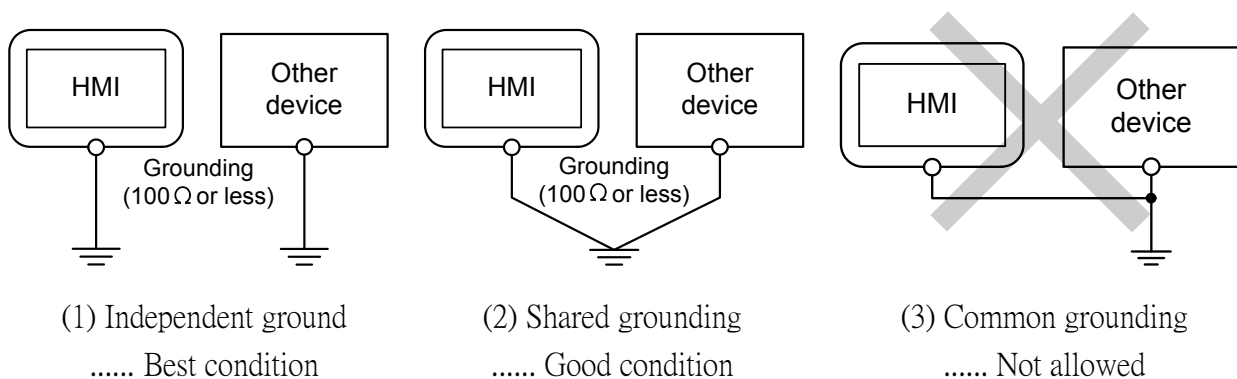 HMI
Other
device
Grounding
(100Ω or less)
(1) Independent ground
...... Best condition
HMI
Other
device
Grounding
(100Ω or less)
(2) Shared grounding
...... Good condition
HMI
Other
device
(3) Common grounding
...... Not allowed